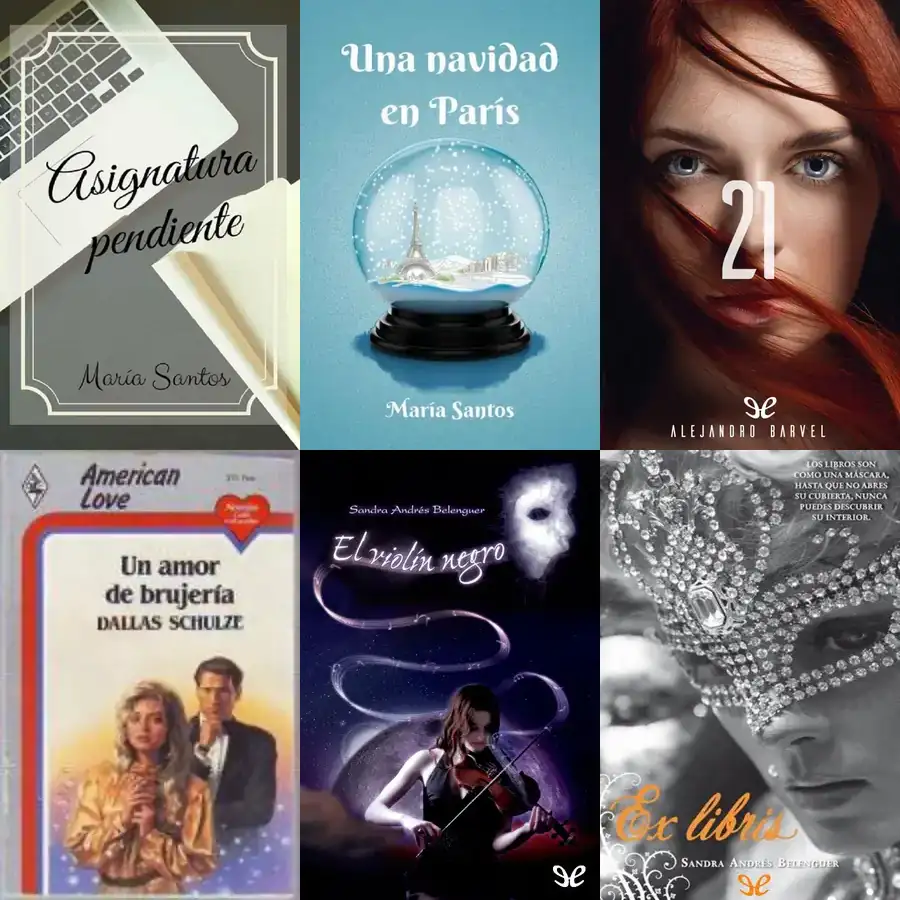 Asignatura
pendiente
María Santos
Una navidad
en París
María Santos
21
ALEJANDRO BARVEL
American
Love
Un amor
de brujería
DALLAS SCHULZE
Sandra Andrés Belenguer
El violín negro
LOS LIBROS SON
COMO UNA MÁSCARA,
HASTA QUE NO ABRES
SU CUBIERTA, NUNCA
PUEDES DESCUBRIR
SU INTERIOR.
Ex libris
SANDRA ANDRÉS BELENGUER